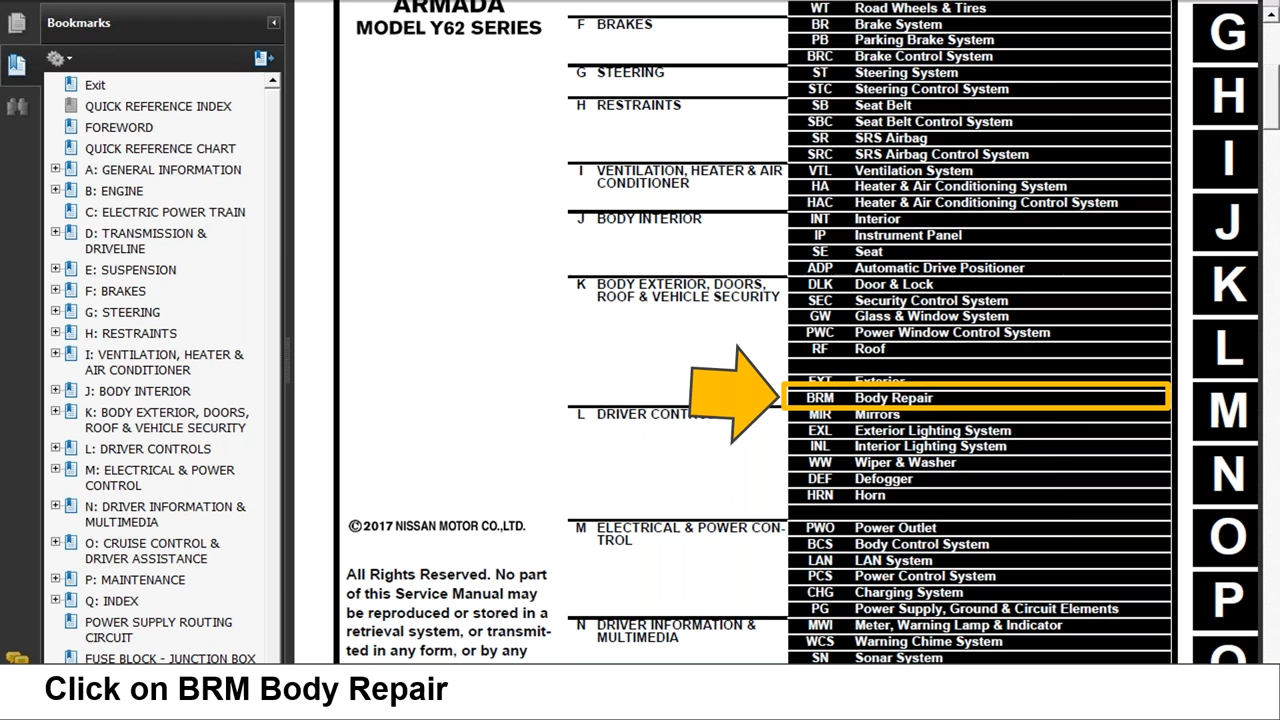 Bookmarks
Exit
QUICK REFERENCE INDEX
FOREWORD
QUICK REFERENCE CHART
A: GENERAL INFORMATION
B: ENGINE
C: ELECTRIC POWER TRAIN
D: TRANSMISSION &
DRIVELINE
E: SUSPENSION
F: BRAKES
G: STEERING
H: RESTRAINTS
I: VENTILATION, HEATER &
AIR CONDITIONER
J: BODY INTERIOR
K: BODY EXTERIOR, DOORS,
ROOF & VEHICLE SECURITY
L: DRIVER CONTROLS
M: ELECTRICAL & POWER
CONTROL
N: DRIVER INFORMATION &
MULTIMEDIA
O: CRUISE CONTROL &
DRIVER ASSISTANCE
P: MAINTENANCE
Q: INDEX
POWER SUPPLY ROUTING
CIRCUIT
FUSE BLOCK - JUNCTION BOX
ARMADA
MODEL Y62 SERIES
©2017 NISSAN MOTOR CO.,LTD.
All Rights Reserved. No part
of this Service Manual may
be reproduced or stored in a
retrieval system, or transmit-
ted in any form, or by any
WT Road Wheels & Tires
F BRAKES BR Brake System
PB Parking Brake System
BRC Brake Control System
G STEERING ST Steering System
STC Steering Control System
H RESTRAINTS SB Seat Belt
SBC Seat Belt Control System
SR SRS Airbag
SRC SRS Airbag Control System
I VENTILATION, HEATER & AIR VTL Ventilation System
CONDITIONER HA Heater & Air Conditioning System
HAC Heater & Air Conditioning Control System
J BODY INTERIOR INT Interior
IP Instrument Panel
SE Seat
ADP Automatic Drive Positioner
K BODY EXTERIOR, DOORS, DLK Door & Lock
ROOF & VEHICLE SECURITY SEC Security Control System
GW Glass & Window System
PWC Power Window Control System
RF Roof
EXT Exterior
BRM Body Repair
L DRIVER CONT MIR Mirrors
EXL Exterior Lighting System
INL Interior Lighting System
WW Wiper & Washer
DEF Defogger
HRN Horn
M ELECTRICAL & POWER CON- PWO Power Outlet
TROL BCS Body Control System
LAN LAN System
PCS Power Control System
CHG Charging System
PG Power Supply, Ground & Circuit Elements
N DRIVER INFORMATION & MWI Meter, Warning Lamp & Indicator
MULTIMEDIA WCS Warning Chime System
SN Sonar System
G
H
I
J
K
L
M
N
O
P
O
Click on BRM Body Repair